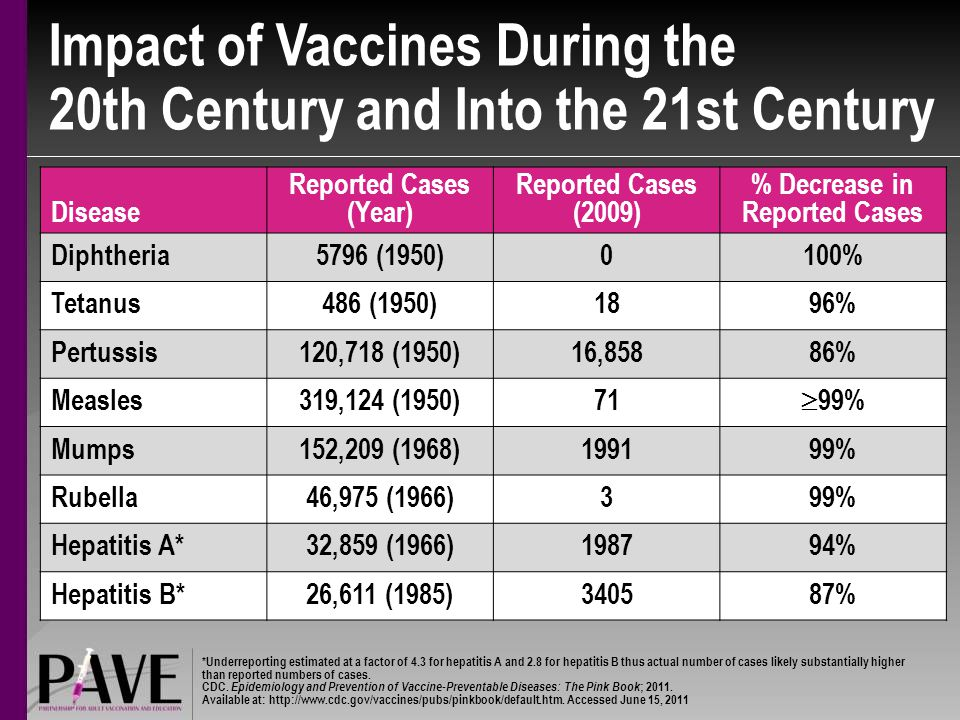 Impact of Vaccines During the
20th Century and Into the 21st Century
Disease Reported Cases (Year) Reported Cases (2009) % Decrease in Reported Cases
Diphtheria 5796 (1950) 0 100%
Tetanus 486 (1950) 18 96%
Pertussis 120,718 (1950) 16,858 86%
Measles 319,124 (1950) 71 ≥99%
Mumps 152,209 (1968) 1991 99%
Rubella 46,975 (1966) 3 99%
Hepatitis A* 32,859 (1966) 1987 94%
Hepatitis B* 26,611 (1985) 3405 87%
PAVE
PARTNERSHIP FOR ADULT VACCINATION AND EDUCATION
*Underreporting estimated at a factor of 4.3 for hepatitis A and 2.8 for hepatitis B thus actual number of cases likely substantially higher
than reported numbers of cases.
CDC. Epidemiology and Prevention of Vaccine-Preventable Diseases: The Pink Book; 2011.
Available at: http://www.cdc.gov/vaccines/pubs/pinkbook/default.htm. Accessed June 15, 2011